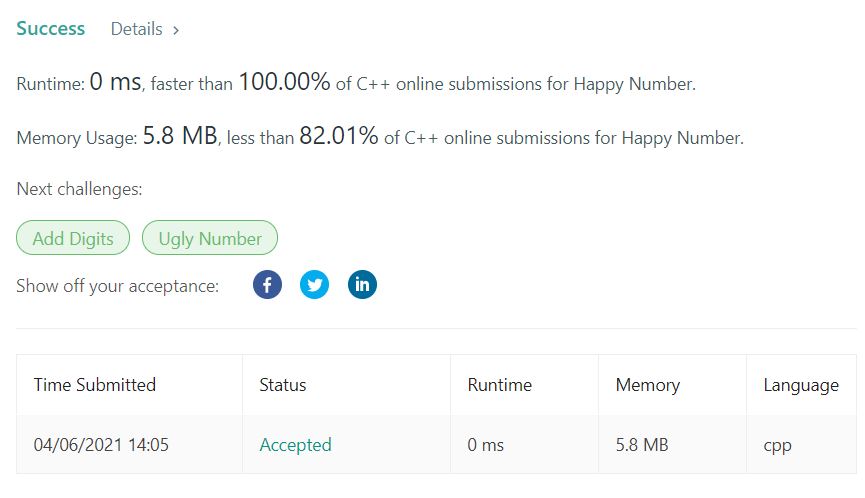 Success Details >
Runtime: 0 ms, faster than 100.00% of C++ online submissions for Happy Number.
Memory Usage: 5.8 MB, less than 82.01% of C++ online submissions for Happy Number.
Next challenges:
Add Digits Ugly Number
Show off your acceptance: f in
Time Submitted Status Runtime Memory Language
04/06/2021 14:05 Accepted 0 ms 5.8 MB cpp